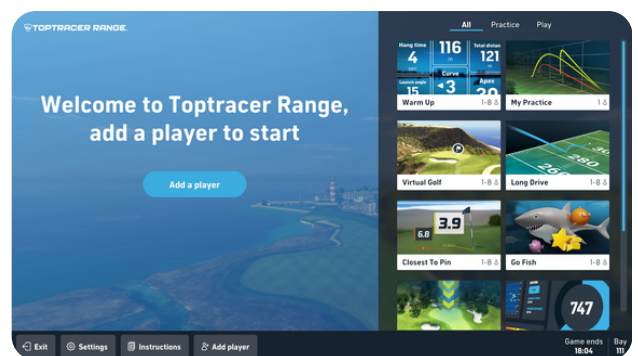 TOPTRACER RANGE
All Practice Play
Welcome to Toptracer Range,
add a player to start
Add a player
Hang time
4
116
m
Total distan
121
Launch angle
15
Curve
3
Apex
20
Warm Up 1-8
My Practice 1
Virtual Golf 1-8
280
260
Long Drive 1-8
6.8
3.9
Closest To Pin 1-8
Go Fish 1-8
747
Exit Settings Instructions Add player
Game ends
18:04
Bay
111